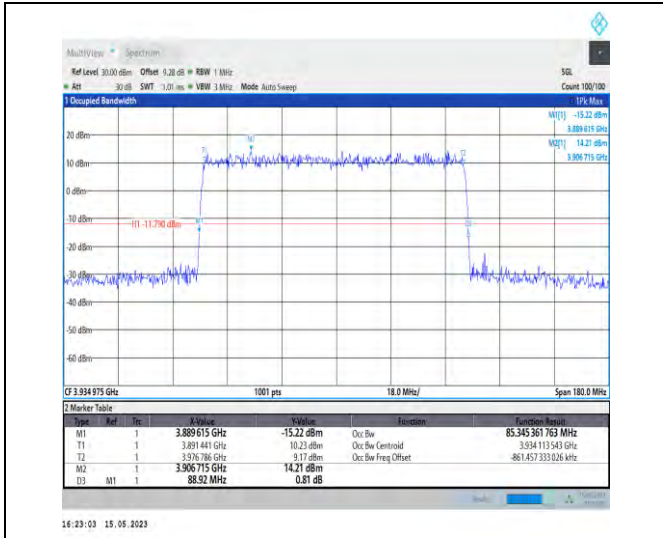 MultiView Spectrum
Ref Level 30.00 dBm Offset 9.28 dB RBW 1 MHz SGL
Att 30 dB SWT 1.01 ms VBW 3 MHz Mode Auto Sweep Count 100/100
1 Occupied Bandwidth 1Pk Max
M1[1] -15.22 dBm
3.889 615 GHz
M2[1] 14.21 dBm
3.906 715 GHz
20 dBm
M2
T1
T2
10 dBm
0 dBm
-10 dBm
H1 -11.790 dBm
M1
D3
-20 dBm
-30 dBm
-40 dBm
-50 dBm
-60 dBm
CF 3.934 975 GHz 1001 pts 18.0 MHz/ Span 180.0 MHz
2 Marker Table
Type Ref Trc X-Value Y-Value Function Function Result
M1 1 3.889 615 GHz -15.22 dBm Occ Bw 85.345 361 763 MHz
T1 1 3.891 441 GHz 10.23 dBm Occ Bw Centroid 3.934 113 543 GHz
T2 1 3.976 786 GHz 9.17 dBm Occ Bw Freq Offset -861.457 333 026 kHz
M2 1 3.906 715 GHz 14.21 dBm
D3 M1 1 88.92 MHz 0.81 dB
16:23:03 15.05.2023